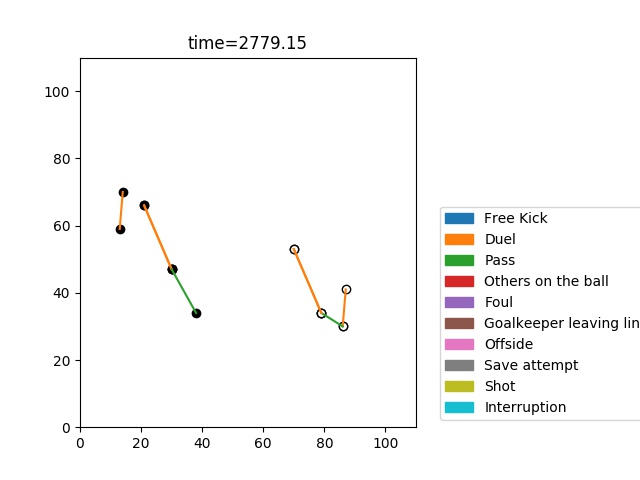 time=2779.15
100
80
60
40
20
0
0 20 40 60 80 100
Free Kick
Duel
Pass
Others on the ball
Foul
Goalkeeper leaving lin
Offside
Save attempt
Shot
Interruption